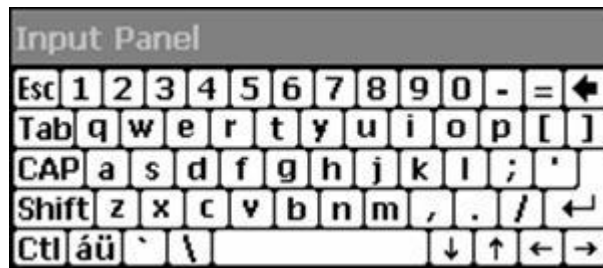 Input Panel
Esc 1 2 3 4 5 6 7 8 9 0 - = 🡸
Tab q w e r t y u i o p [ ]
CAP a s d f g h j k l ; '
Shift z x c v b n m , . / ↵
Ctl áü ` \ ↓ ↑ ← →